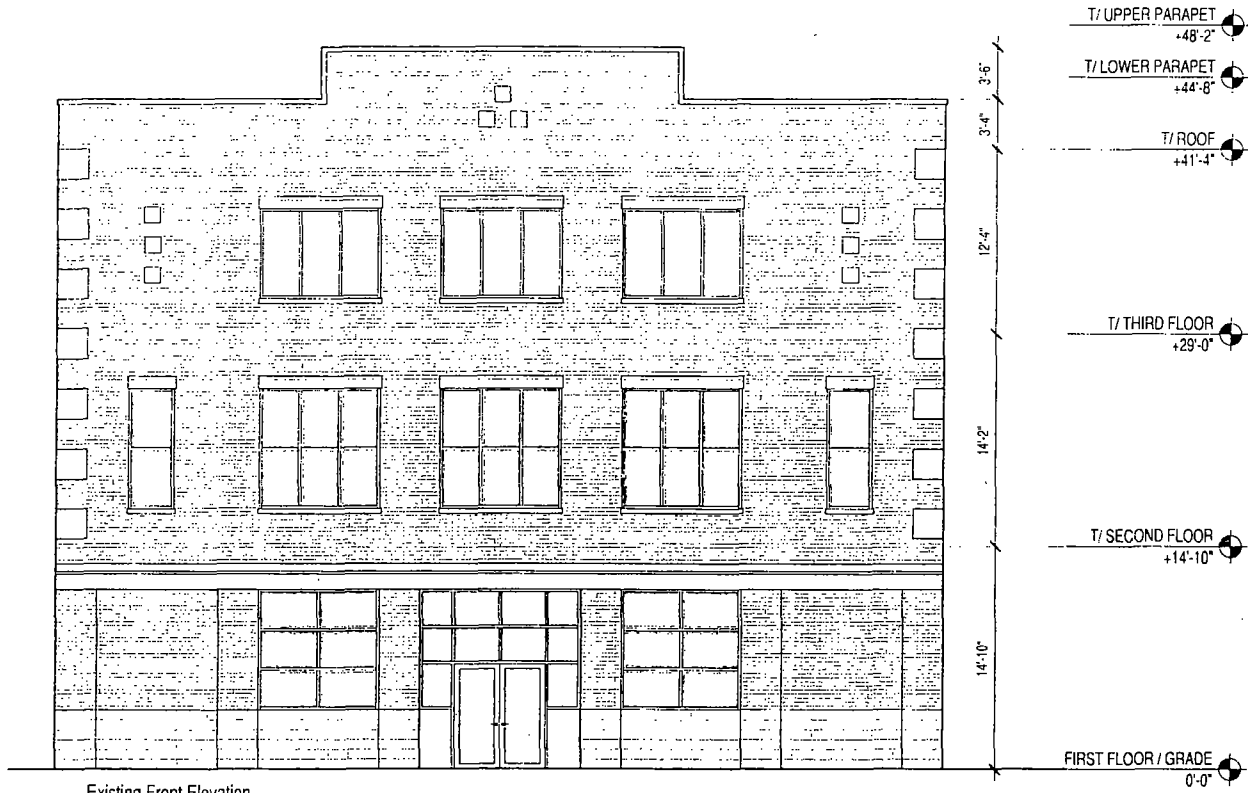 T/ UPPER PARAPET
+48'-2"
T/ LOWER PARAPET
+44'-8"
T/ ROOF
+41'-4"
T/ THIRD FLOOR
+29'-0"
T/ SECOND FLOOR
+14'-10"
FIRST FLOOR / GRADE
0'-0"
3'-6"
3'-4"
12'-4"
14'-2"
14'-10"
Existing Front Elevation